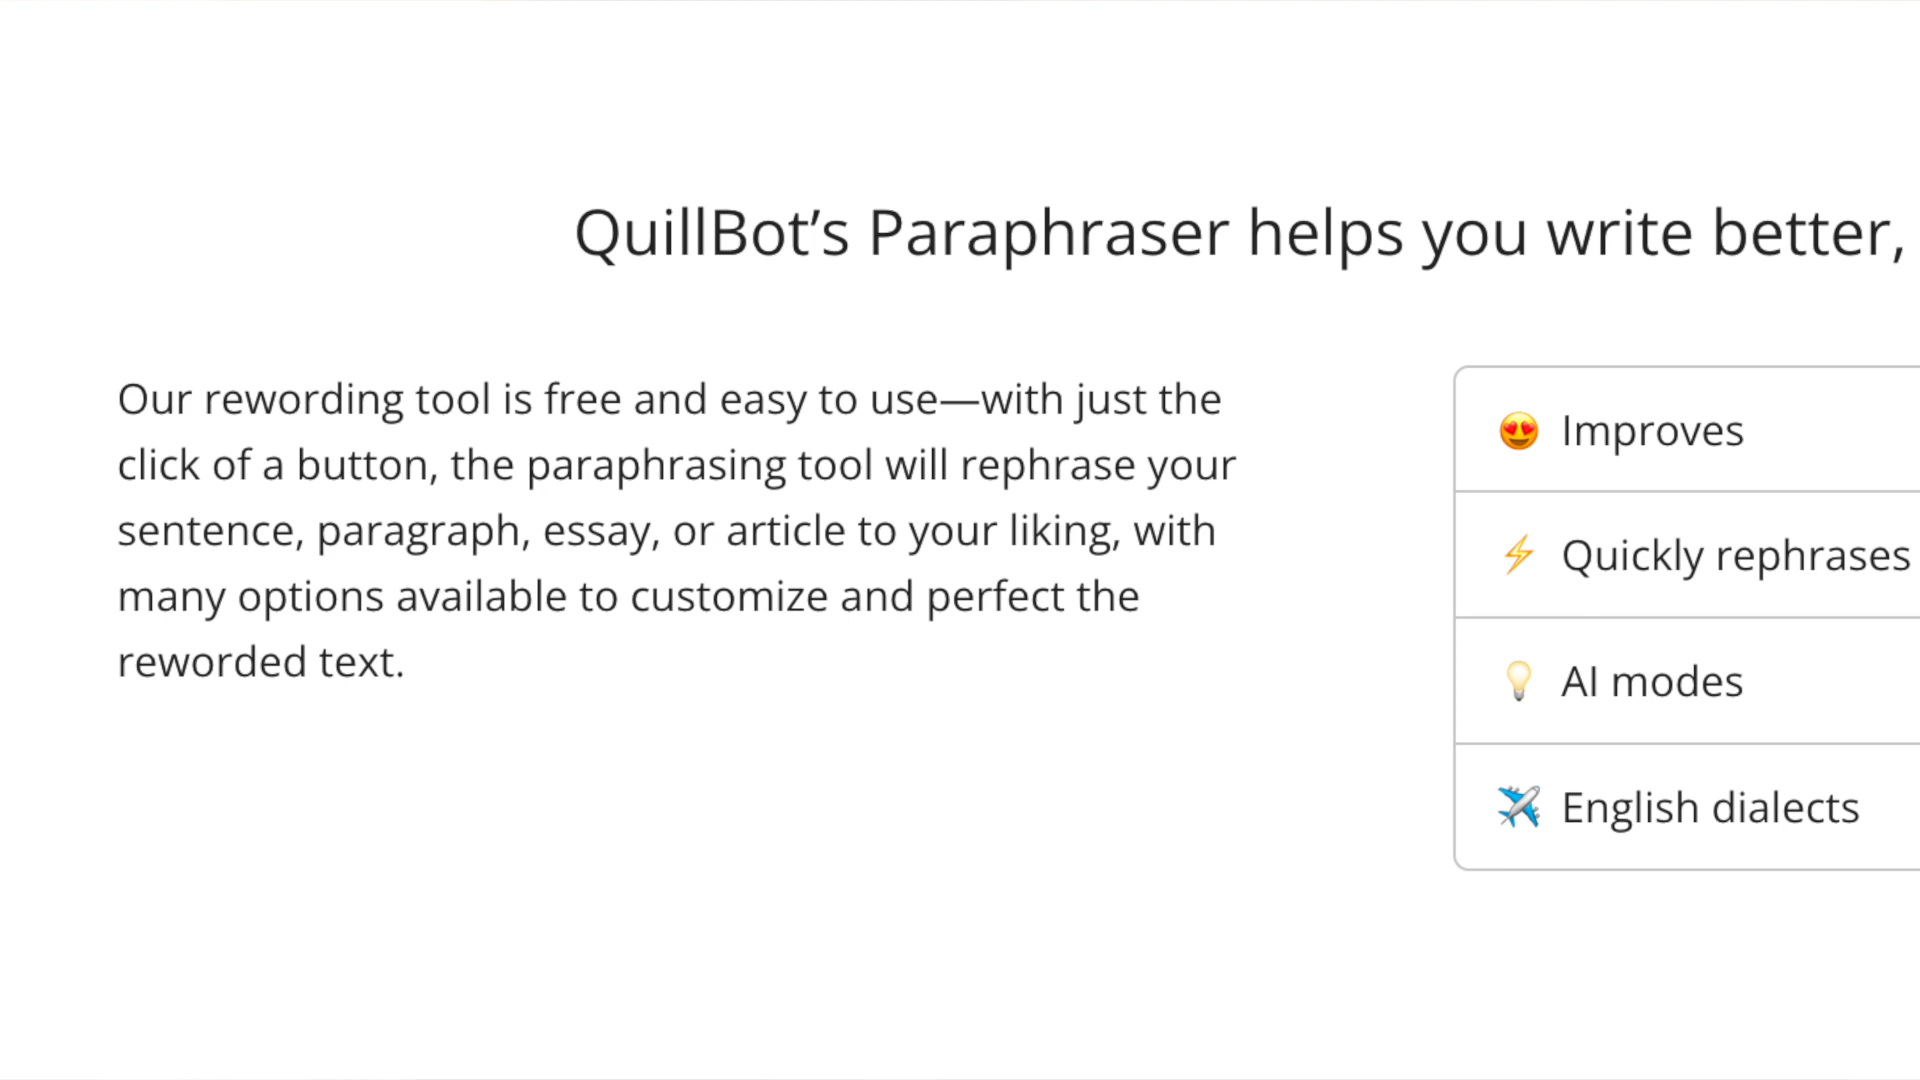 QuillBot’s Paraphraser helps you write better,
Our rewording tool is free and easy to use—with just the
click of a button, the paraphrasing tool will rephrase your
sentence, paragraph, essay, or article to your liking, with
many options available to customize and perfect the
reworded text.
Improves
Quickly rephrases
AI modes
English dialects